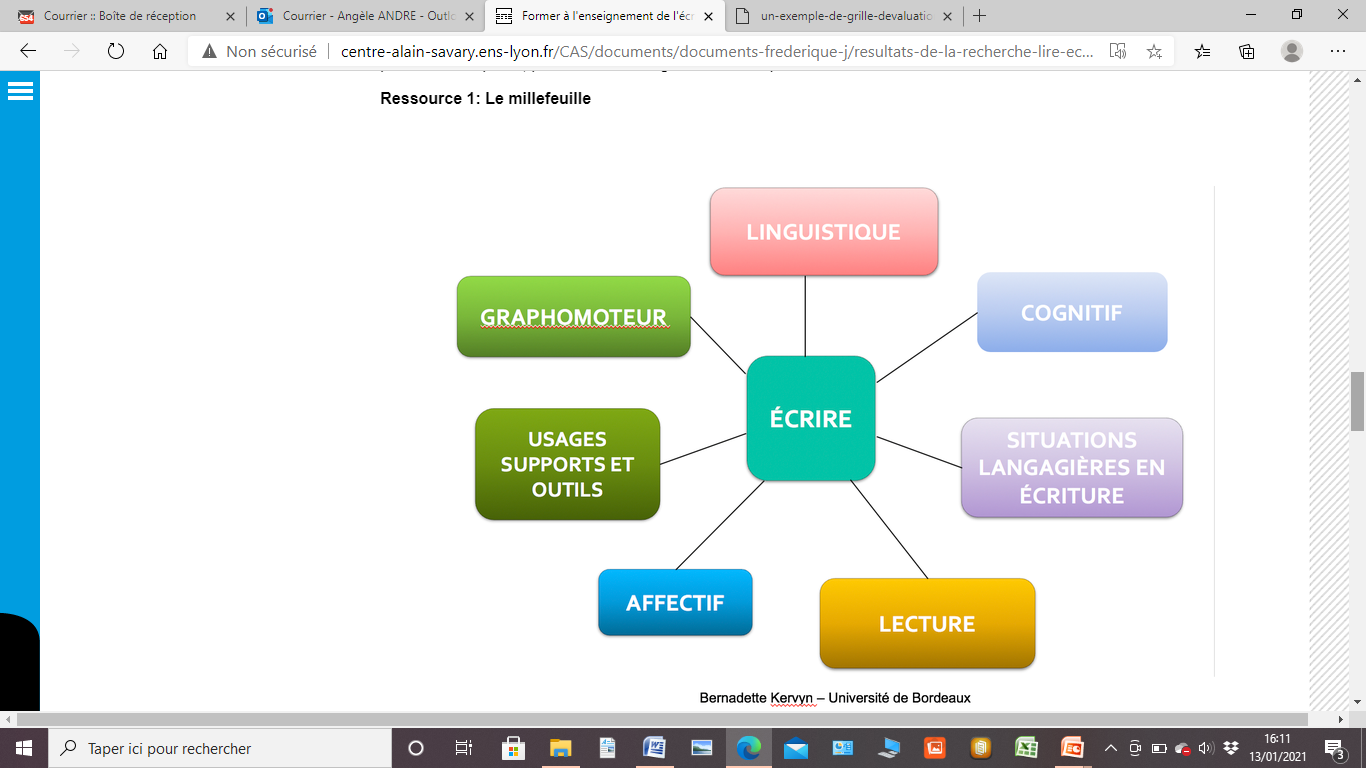 Courrier :: Boîte de réception
Courrier - Angèle ANDRE - Outlo
Former à l'enseignement de l'écr
un-exemple-de-grille-devaluatio
Non sécurisé
centre-alain-savary.ens-lyon.fr/CAS/documents/documents-frederique-j/resultats-de-la-recherche-lire-ec...
Ressource 1: Le millefeuille
LINGUISTIQUE
GRAPHOMOTEUR
COGNITIF
ÉCRIRE
USAGES
SUPPORTS ET
OUTILS
SITUATIONS
LANGAGIÈRES EN
ÉCRITURE
AFFECTIF
LECTURE
Bernadette Kervyn – Université de Bordeaux
Taper ici pour rechercher
16:11
13/01/2021
3